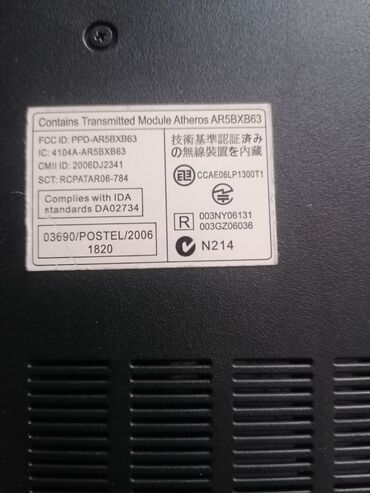 Contains Transmitted Module Atheros AR5BXB63
FCC ID: PPD-AR5BXB63
IC: 4104A-AR5BXB63
CMII ID: 2006DJ2341
SCT: RCPATAR06-784
Complies with IDA
standards DA02734
03690/POSTEL/2006
1820
技術基準認証済み
の無線装置を内蔵
CCAE06LP1300T1
R
003NY06131
003GZ06036
N214